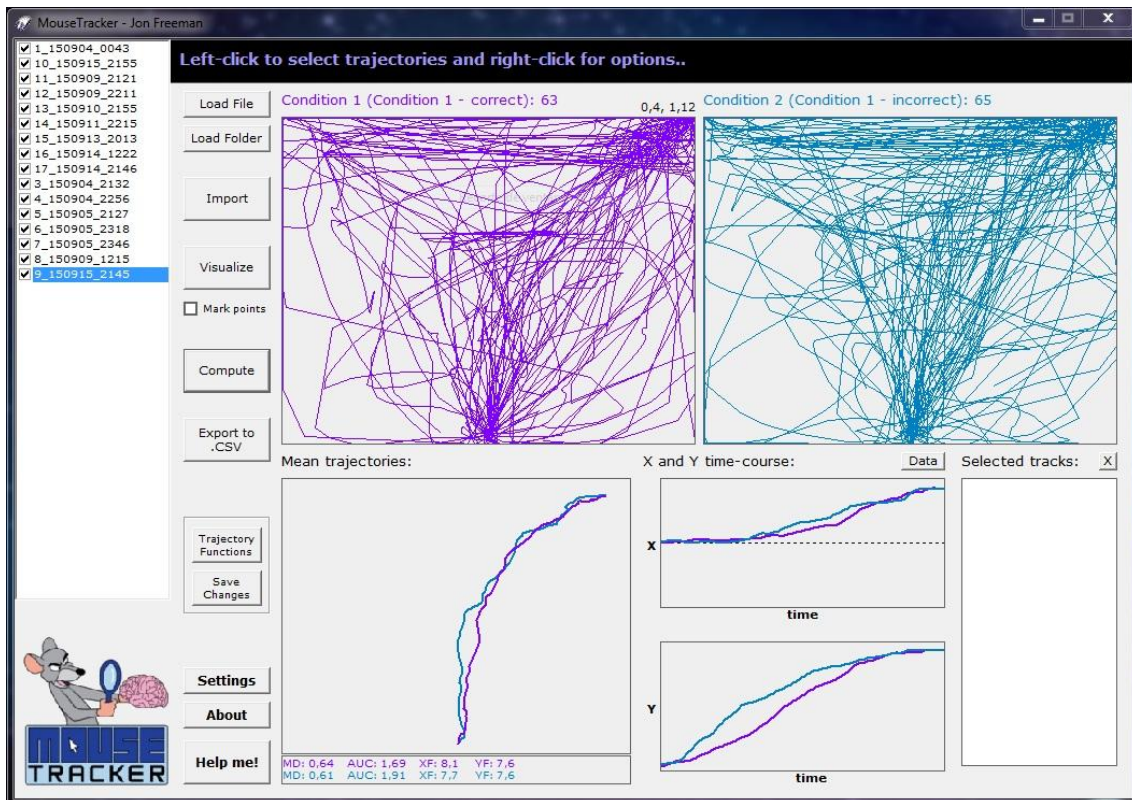 MouseTracker - Jon Freeman
1_150904_0043
10_150915_2155
11_150909_2121
12_150909_2211
13_150910_2155
14_150911_2215
15_150913_2013
16_150914_1222
17_150914_2146
3_150904_2132
4_150904_2256
5_150905_2127
6_150905_2318
7_150905_2346
8_150909_1215
9_150915_2145
Left-click to select trajectories and right-click for options..
Load File
Load Folder
Import
Visualize
Mark points
Compute
Export to
.CSV
Trajectory
Functions
Save
Changes
Settings
About
Help me!
Condition 1 (Condition 1 - correct): 63
0,4, 1,12
Condition 2 (Condition 1 - incorrect): 65
Mean trajectories:
MD: 0,64 AUC: 1,69 XF: 8,1 YF: 7,6
MD: 0,61 AUC: 1,91 XF: 7,7 YF: 7,6
X and Y time-course:
Data
X
time
Y
time
Selected tracks:
X
MOUSE
TRACKER